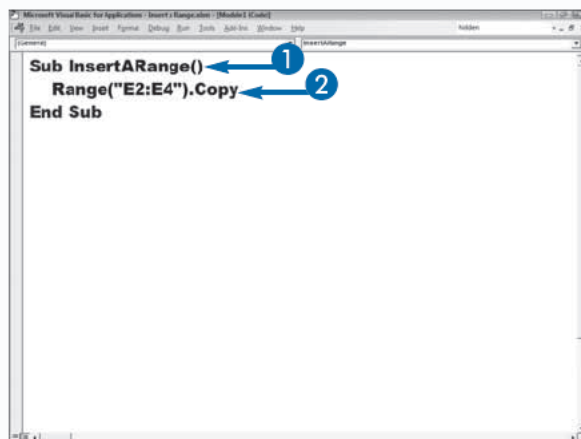 Microsoft Visual Basic for Applications - Insert a Range.xlsm - [Module1 (Code)]
File Edit View Insert Format Debug Run Tools Add-Ins Window Help hidden
(General) InsertARange
Sub InsertARange() 1
Range("E2:E4").Copy 2
End Sub